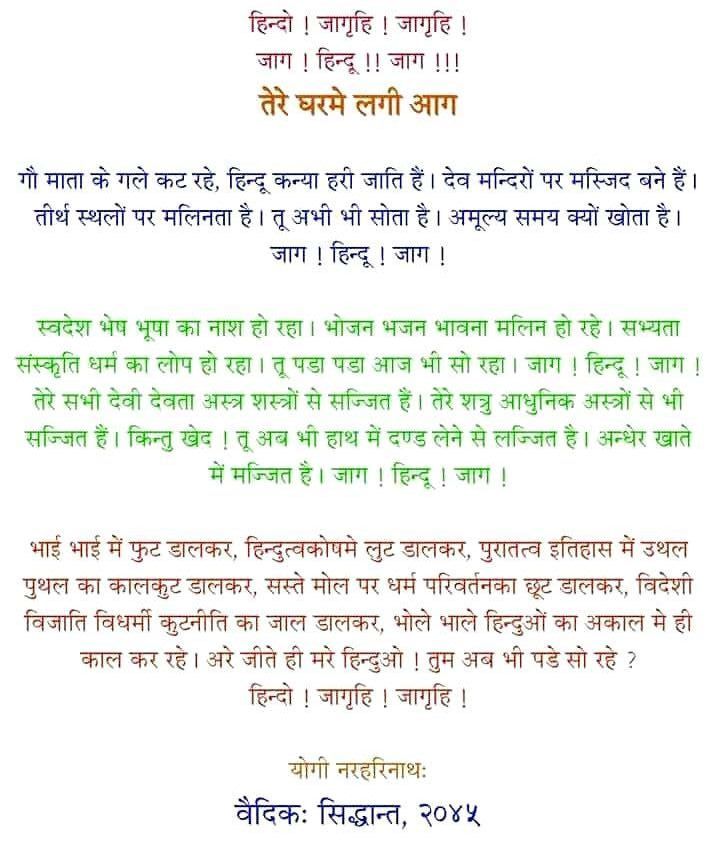 हिन्दो ! जागृहि ! जागृहि !
जाग ! हिन्दू !! जाग !!!
तेरे घरमे लगी आग
गौ माता के गले कट रहे, हिन्दू कन्या हरी जाति हैं । देव मन्दिरों पर मस्जिद बने हैं ।
तीर्थ स्थलों पर मलिनता है । तू अभी भी सोता है । अमूल्य समय क्यों खोता है ।
जाग ! हिन्दू ! जाग !
स्वदेश भेष भूषा का नाश हो रहा । भोजन भजन भावना मलिन हो रहे । सभ्यता
संस्कृति धर्म का लोप हो रहा । तू पडा पडा आज भी सो रहा । जाग ! हिन्दू ! जाग !
तेरे सभी देवी देवता अस्त्र शस्त्रों से सज्जित हैं । तेरे शत्रु आधुनिक अस्त्रों से भी
सज्जित हैं । किन्तु खेद ! तू अब भी हाथ में दण्ड लेने से लज्जित है । अन्धेर खाते
में मज्जित है । जाग ! हिन्दू ! जाग !
भाई भाई में फुट डालकर, हिन्दुत्वकोषमे लुट डालकर, पुरातत्व इतिहास में उथल
पुथल का कालकुट डालकर, सस्ते मोल पर धर्म परिवर्तनका छूट डालकर, विदेशी
विजाति विधर्मी कुटनीति का जाल डालकर, भोले भाले हिन्दुओं का अकाल मे ही
काल कर रहे । अरे जीते ही मरे हिन्दुओ ! तुम अब भी पडे सो रहे ?
हिन्दो ! जागृहि ! जागृहि !
योगी नरहरिनाथः
वैदिकः सिद्धान्त, २०४५